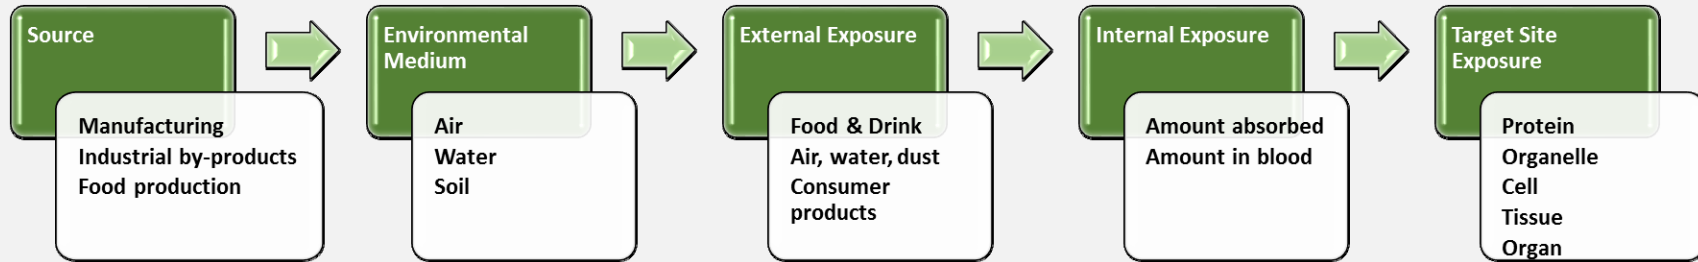 Source
Manufacturing
Industrial by-products
Food production
Environmental
Medium
Air
Water
Soil
External Exposure
Food & Drink
Air, water, dust
Consumer
products
Internal Exposure
Amount absorbed
Amount in blood
Target Site
Exposure
Protein
Organelle
Cell
Tissue
Organ